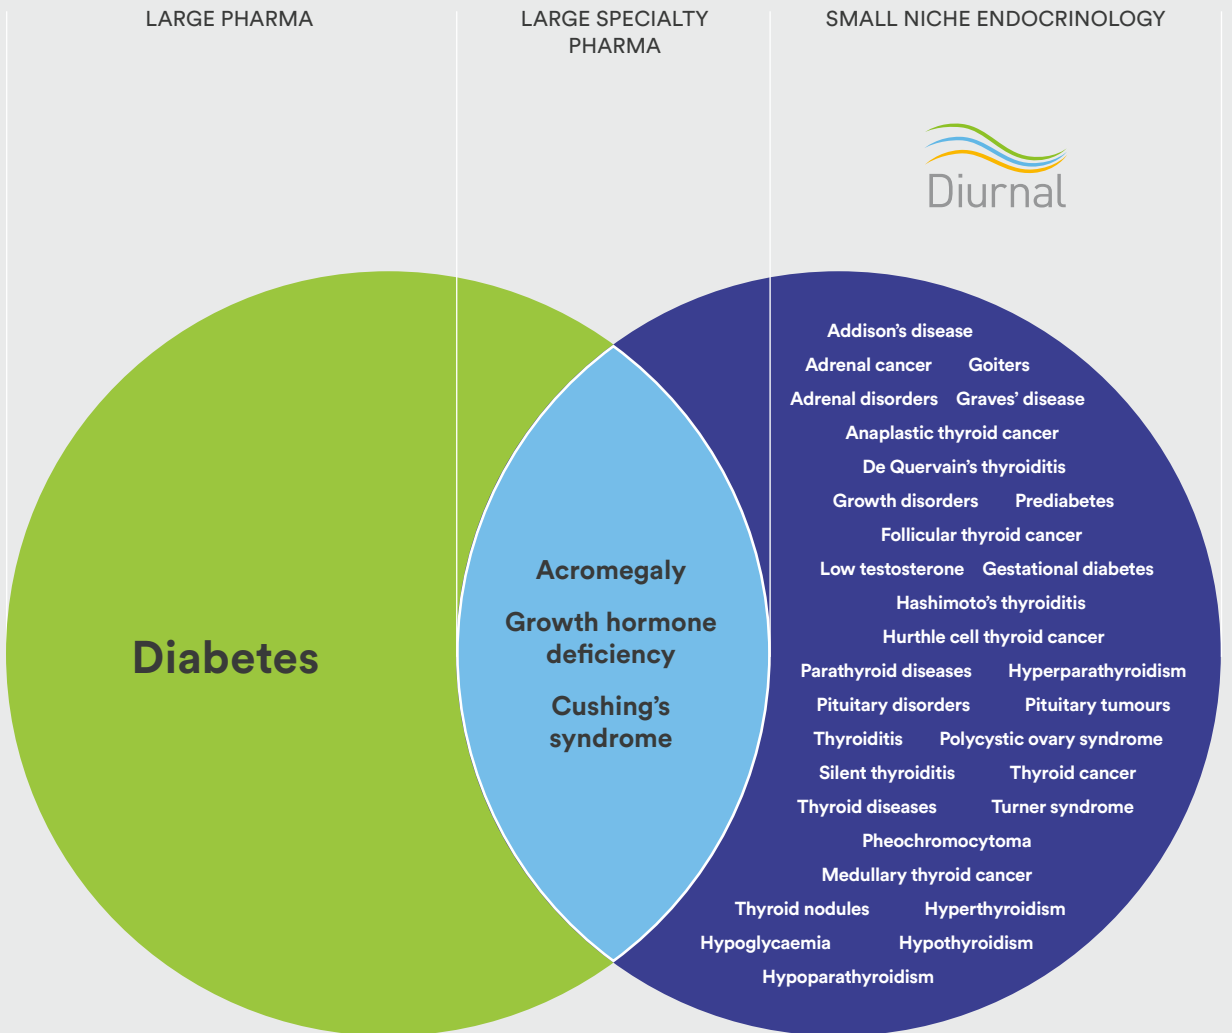 LARGE PHARMA
LARGE SPECIALTY
PHARMA
SMALL NICHE ENDOCRINOLOGY
Diurnal
Diabetes
Acromegaly
Growth hormone
deficiency
Cushing’s
syndrome
Addison’s disease
Adrenal cancer Goiters
Adrenal disorders Graves’ disease
Anaplastic thyroid cancer
De Quervain’s thyroiditis
Growth disorders Prediabetes
Follicular thyroid cancer
Low testosterone Gestational diabetes
Hashimoto’s thyroiditis
Hurthle cell thyroid cancer
Parathyroid diseases Hyperparathyroidism
Pituitary disorders Pituitary tumours
Thyroiditis Polycystic ovary syndrome
Silent thyroiditis Thyroid cancer
Thyroid diseases Turner syndrome
Pheochromocytoma
Medullary thyroid cancer
Thyroid nodules Hyperthyroidism
Hypoglycaemia Hypothyroidism
Hypoparathyroidism